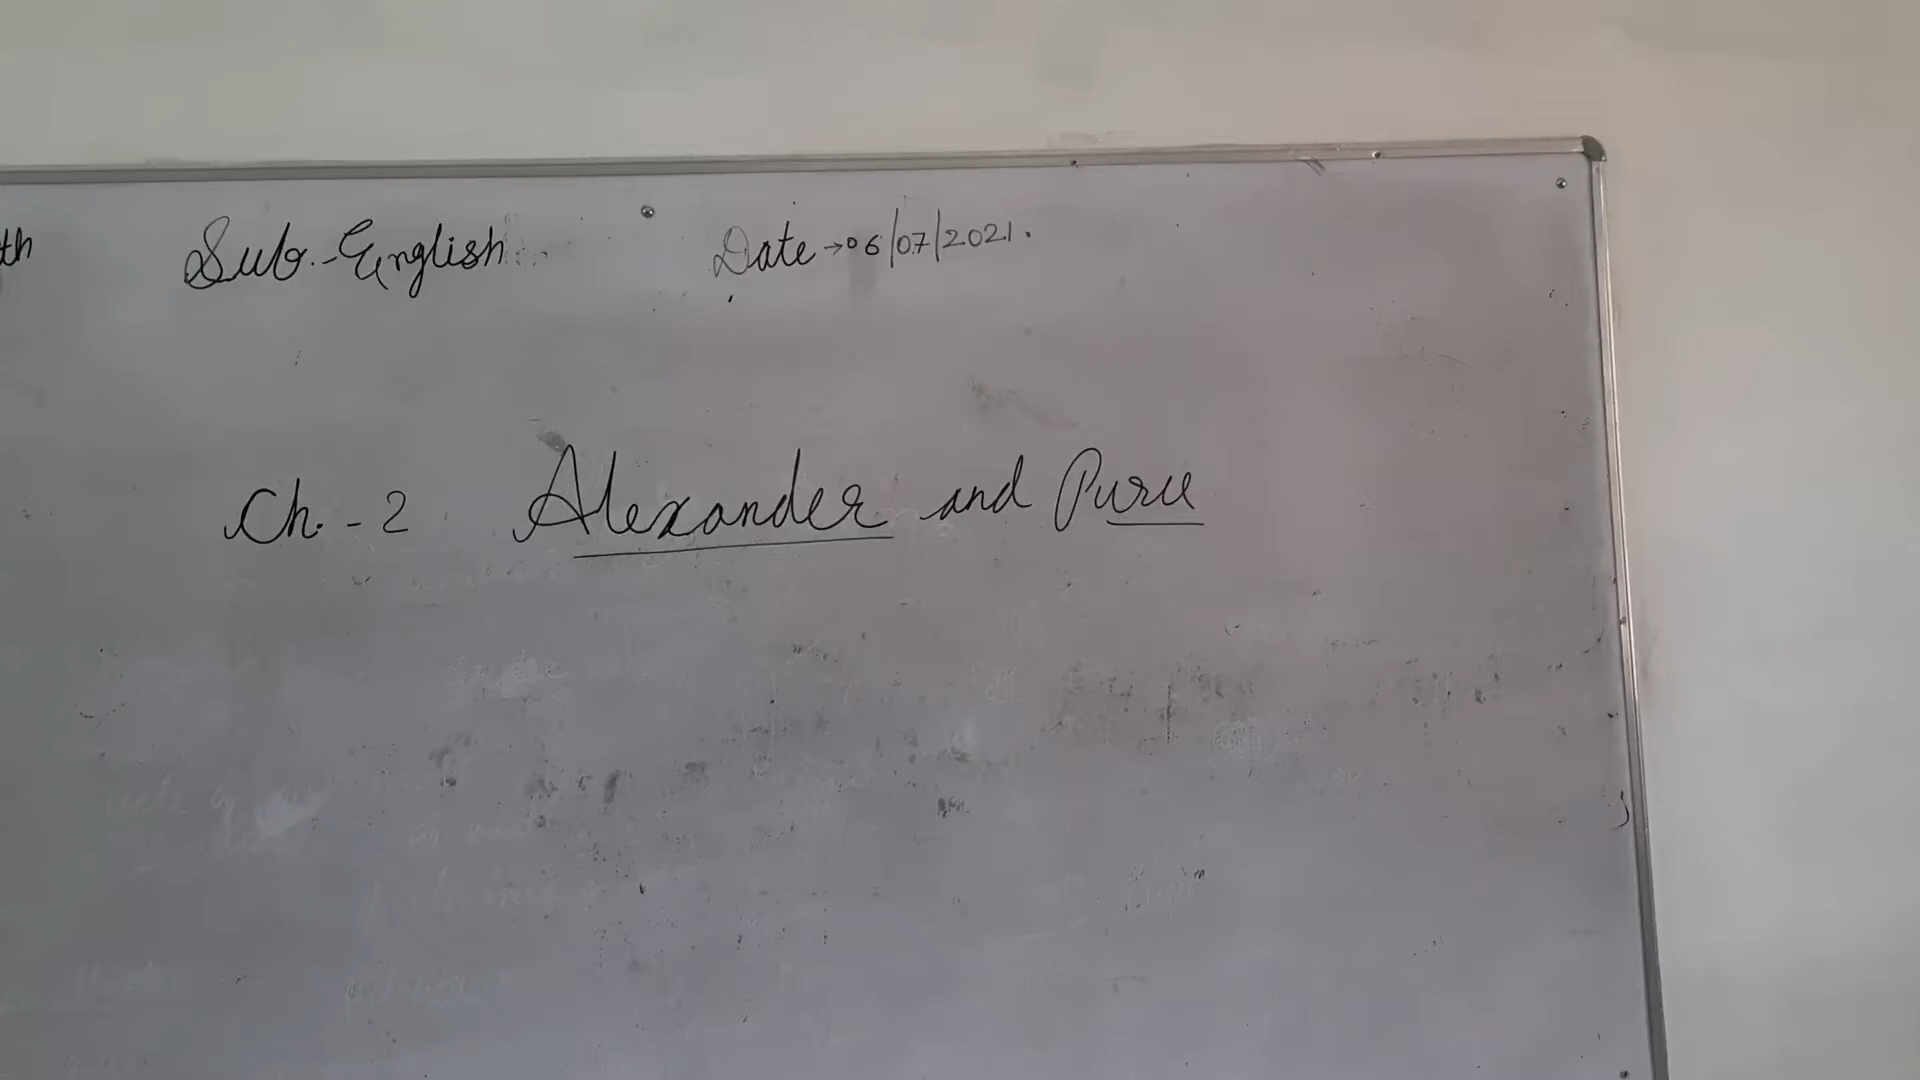 th Sub.-English Date→06/07/2021.
Ch.-2 Alexander and Puru